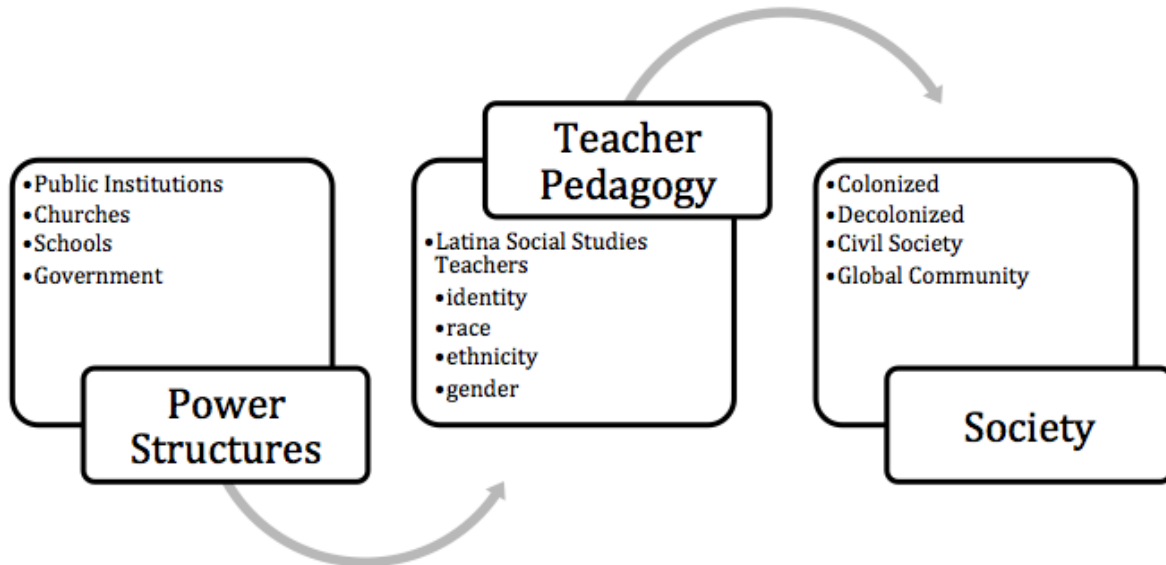 •Public Institutions
•Churches
•Schools
•Government
Power
Structures
Teacher
Pedagogy
•Latina Social Studies
Teachers
•identity
•race
•ethnicity
•gender
•Colonized
•Decolonized
•Civil Society
•Global Community
Society